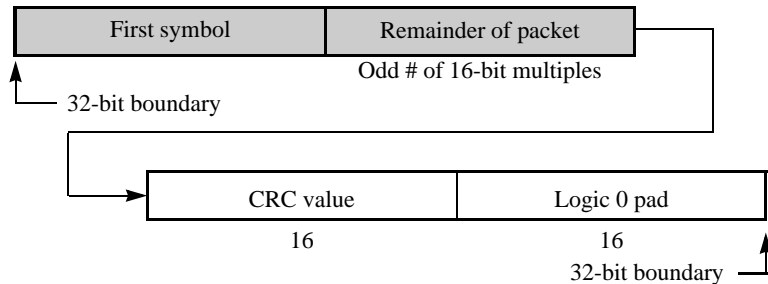 First symbol Remainder of packet
Odd # of 16-bit multiples
32-bit boundary
CRC value Logic 0 pad
16 16
32-bit boundary